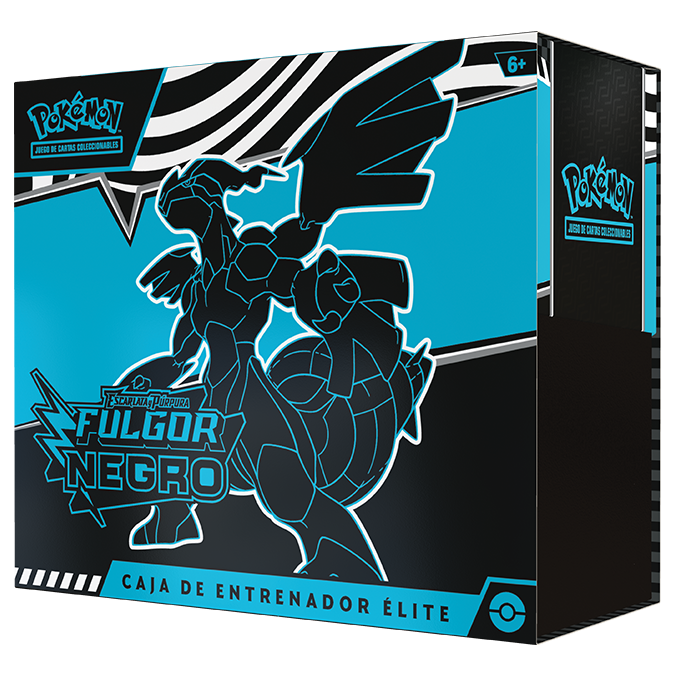 6+
POKÉMON
JUEGO DE CARTAS COLECCIONABLES
ESCARLATA Y PÚRPURA
FULGOR
NEGRO
CAJA DE ENTRENADOR ÉLITE
POKÉMON
JUEGO DE CARTAS COLECCIONABLES